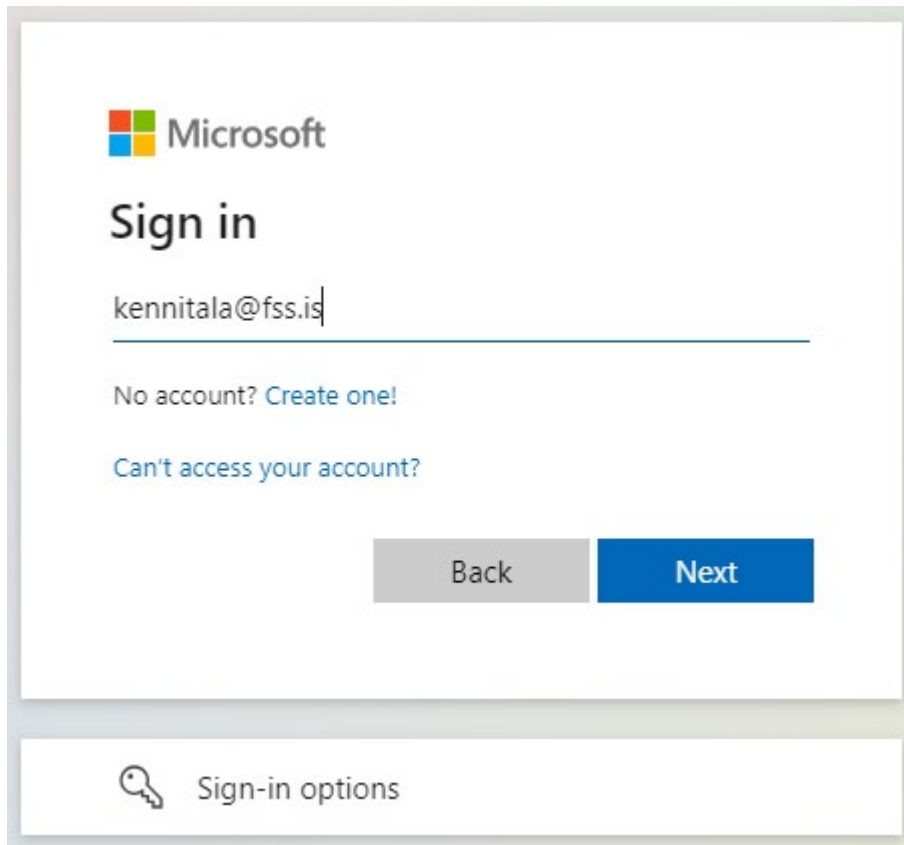 Microsoft
Sign in
kennitala@fss.is
No account? Create one!
Can't access your account?
Back Next
Sign-in options